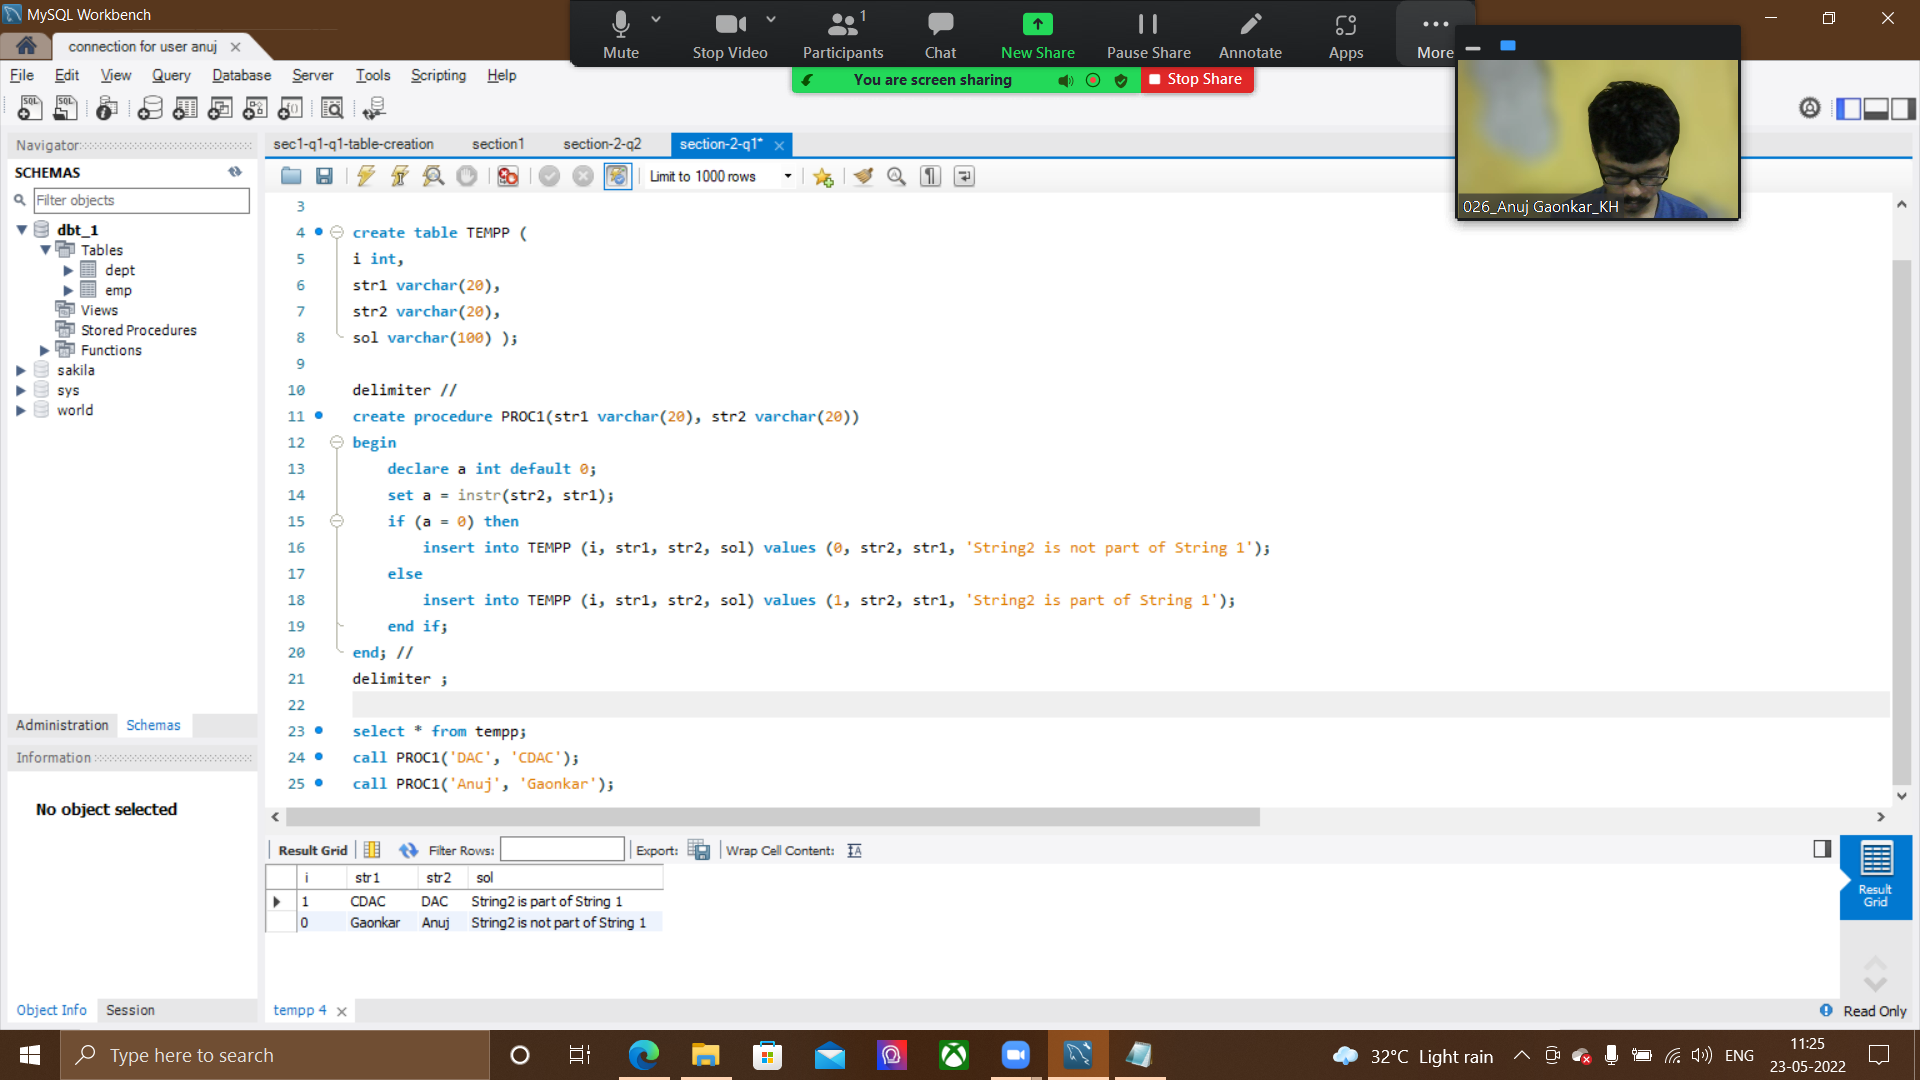 MySQL Workbench
connection for user anuj
File Edit View Query Database Server Tools Scripting Help
Mute
Stop Video
1
Participants
Chat
New Share
Pause Share
Annotate
Apps
More
You are screen sharing
Stop Share
026_Anuj Gaonkar_KH
Navigator
SCHEMAS
Filter objects
dbt_1
Tables
dept
emp
Views
Stored Procedures
Functions
sakila
sys
world
Administration Schemas
Information
No object selected
Object Info Session
sec1-q1-q1-table-creation section1 section-2-q2 section-2-q1*
Limit to 1000 rows
3
4 create table TEMPP (
5 i int,
6 str1 varchar(20),
7 str2 varchar(20),
8 sol varchar(100) );
9
10 delimiter //
11 create procedure PROC1(str1 varchar(20), str2 varchar(20))
12 begin
13 declare a int default 0;
14 set a = instr(str2, str1);
15 if (a = 0) then
16 insert into TEMPP (i, str1, str2, sol) values (0, str2, str1, 'String2 is not part of String 1');
17 else
18 insert into TEMPP (i, str1, str2, sol) values (1, str2, str1, 'String2 is part of String 1');
19 end if;
20 end; //
21 delimiter ;
22
23 select * from tempp;
24 call PROC1('DAC', 'CDAC');
25 call PROC1('Anuj', 'Gaonkar');
Result Grid Filter Rows: Export: Wrap Cell Content:
i str1 str2 sol
1 CDAC DAC String2 is part of String 1
0 Gaonkar Anuj String2 is not part of String 1
Result
Grid
tempp 4
Read Only
Type here to search
32°C Light rain
ENG
11:25
23-05-2022